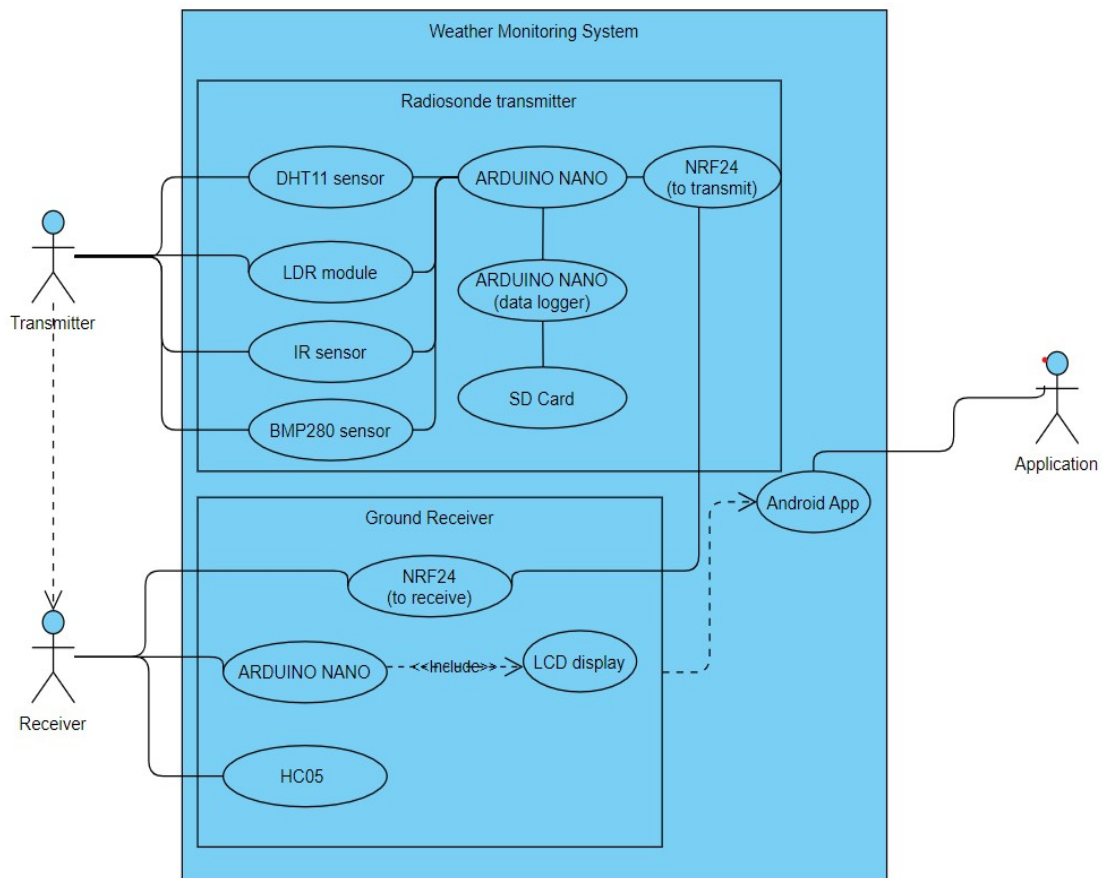 Weather Monitoring System
Radiosonde transmitter
DHT11 sensor
ARDUINO NANO
NRF24
(to transmit)
LDR module
ARDUINO NANO
(data logger)
IR sensor
SD Card
BMP280 sensor
Transmitter
Application
Android App
Ground Receiver
NRF24
(to receive)
ARDUINO NANO
<<Include>>
LCD display
Receiver
HC05